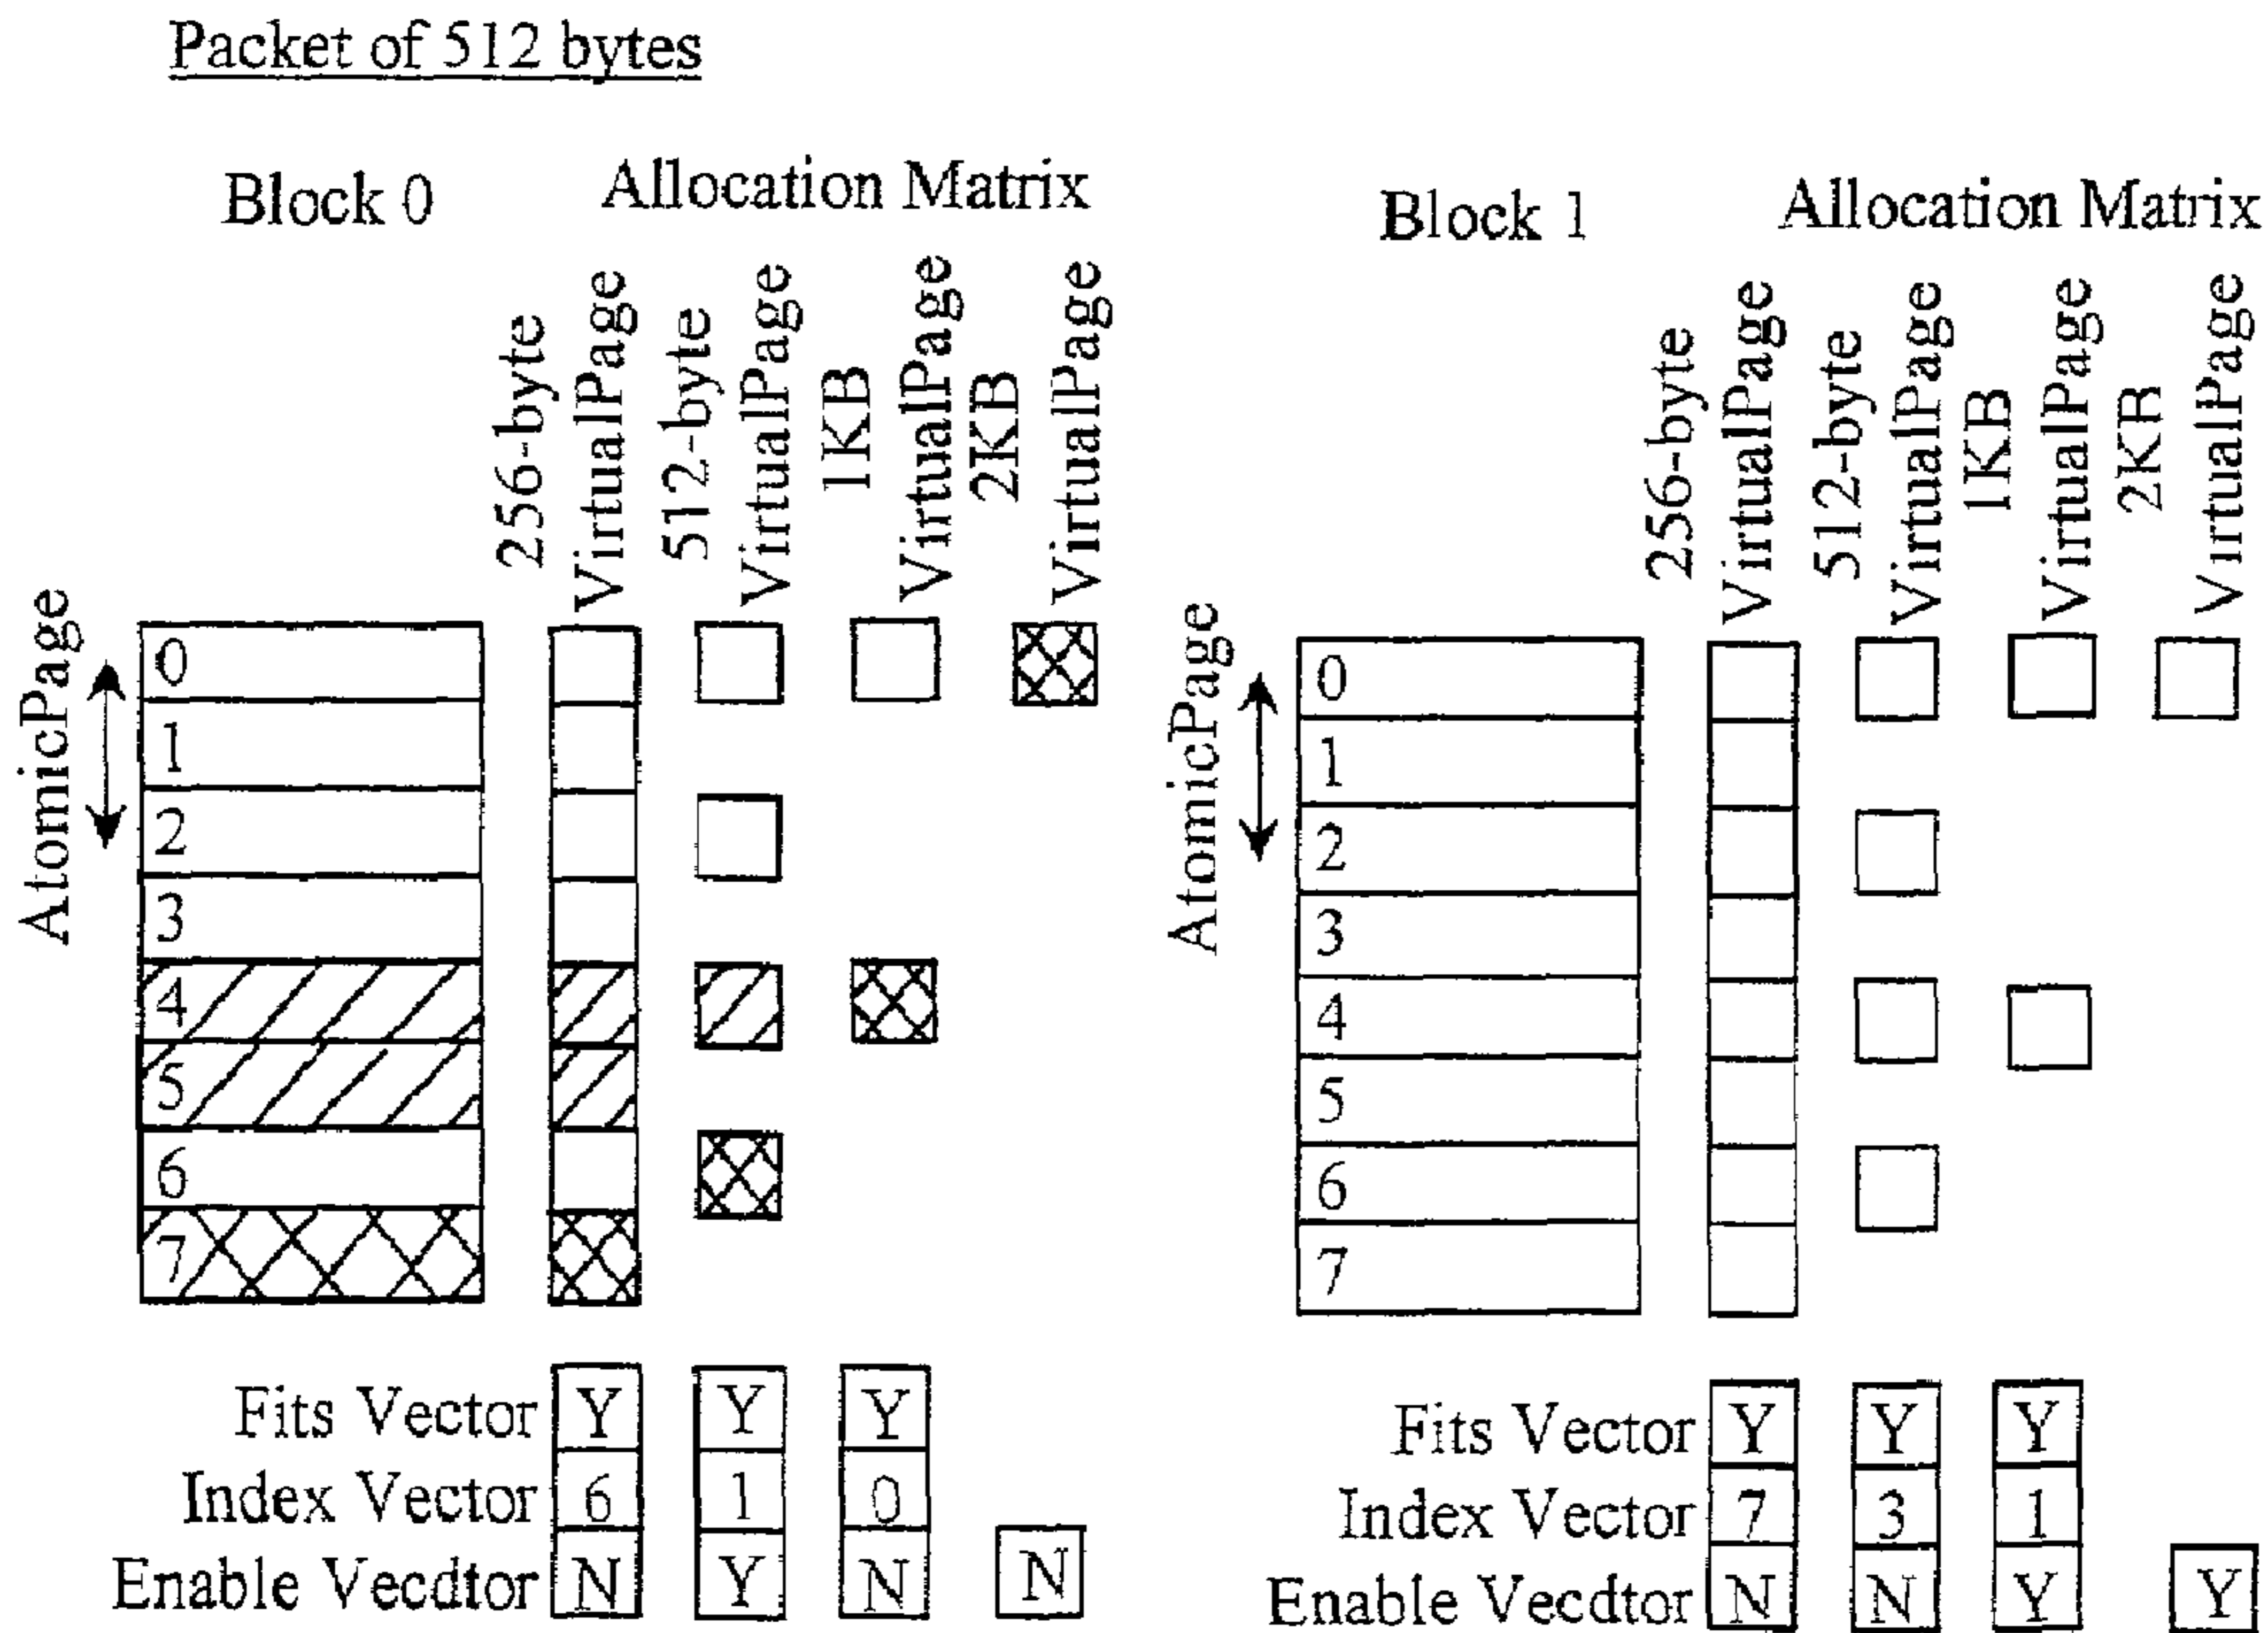 Packet of 512 bytes
Block 0
Allocation Matrix
256-byte
VirtualPage
512-byte
VirtualPage
1KB
VirtualPage
2KB
VirtualPage
AtomicPage
0
1
2
3
4
5
6
7
Fits Vector Y Y Y
Index Vector 6 1 0
Enable Vecdtor N Y N N
Block 1
Allocation Matrix
256-byte
VirtualPage
512-byte
VirtualPage
1KB
VirtualPage
2KB
VirtualPage
AtomicPage
0
1
2
3
4
5
6
7
Fits Vector Y Y Y
Index Vector 7 3 1
Enable Vecdtor N N Y Y